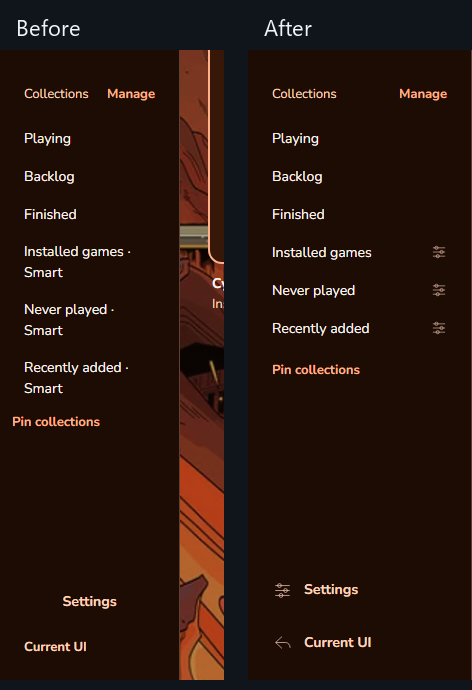 Before
Collections Manage
Playing
Backlog
Finished
Installed games ·
Smart
Never played ·
Smart
Recently added ·
Smart
Pin collections
Settings
Current UI
After
Collections Manage
Playing
Backlog
Finished
Installed games
Never played
Recently added
Pin collections
Settings
Current UI